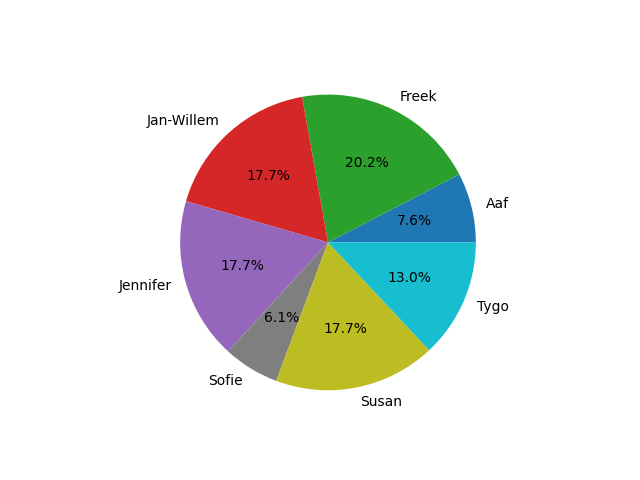 Freek
20.2%
Jan-Willem
17.7%
Aaf
7.6%
Jennifer
17.7%
Tygo
13.0%
Sofie
6.1%
Susan
17.7%